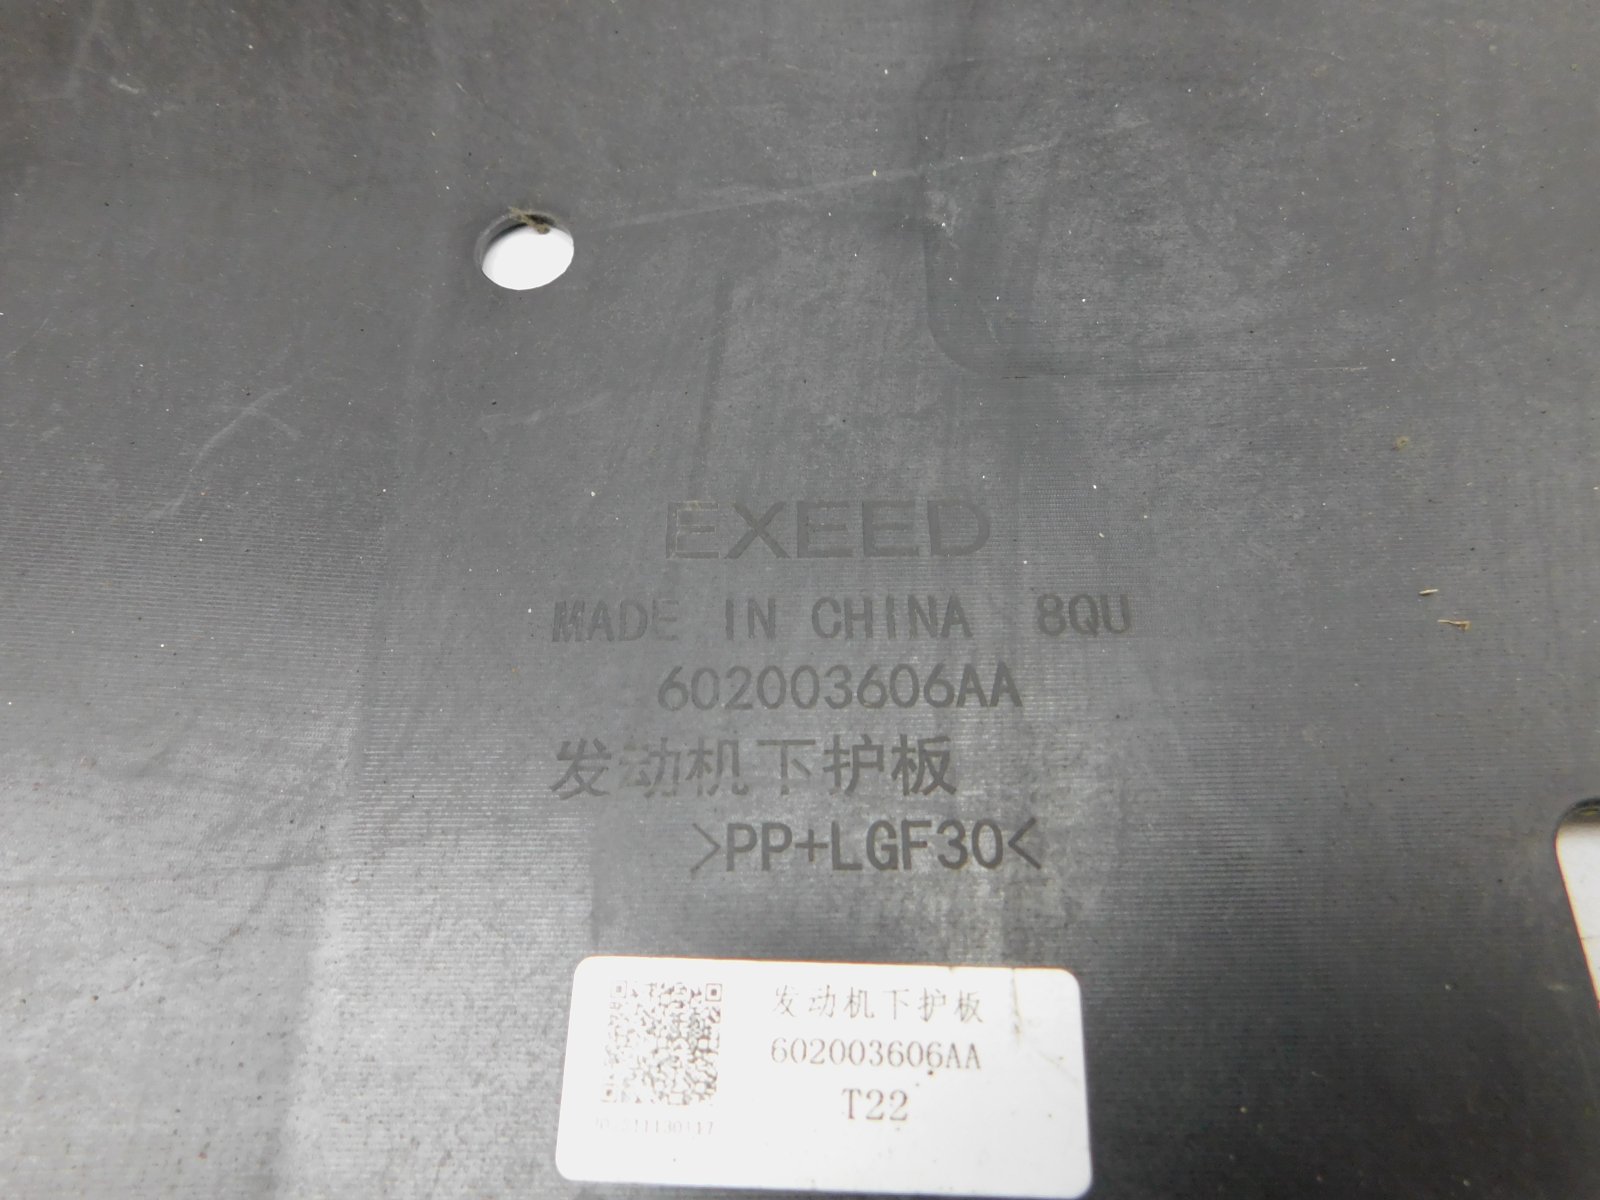 EXEED
MADE IN CHINA 8QU
602003606AA
发动机下护板
>PP+LGF30<
发动机下护板
602003606AA
T22